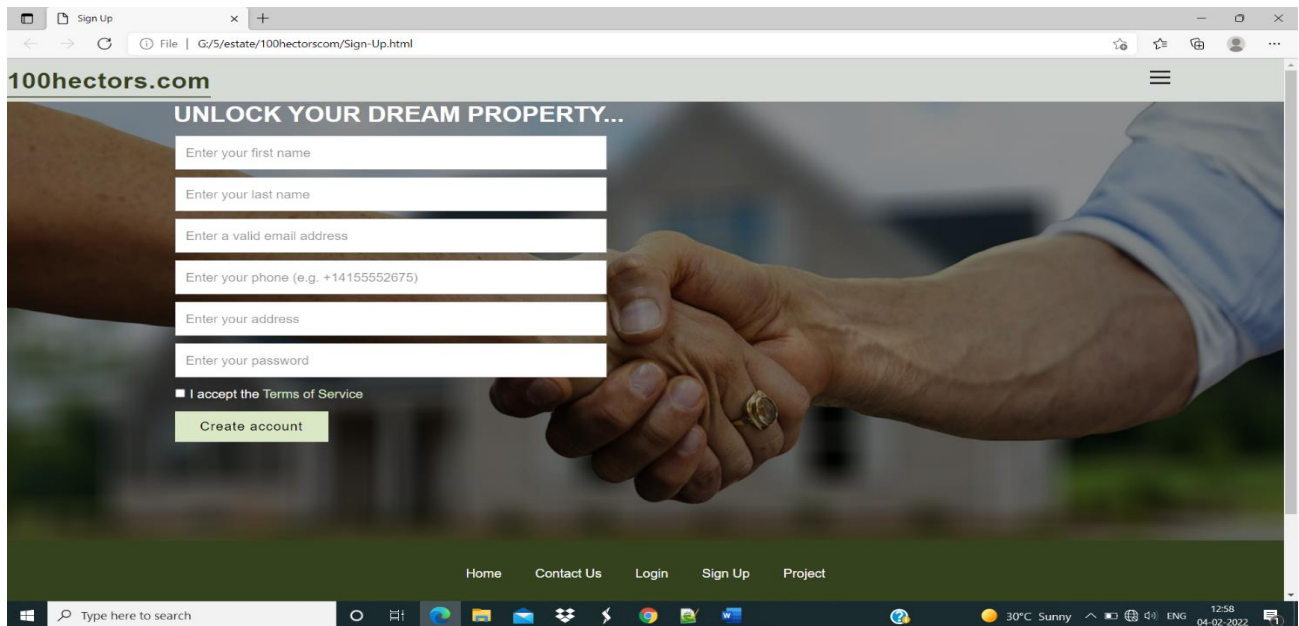 Sign Up
File | G:/5/estate/100hectorscom/Sign-Up.html
100hectors.com
UNLOCK YOUR DREAM PROPERTY...
Enter your first name
Enter your last name
Enter a valid email address
Enter your phone (e.g. +14155552675)
Enter your address
Enter your password
I accept the Terms of Service
Create account
Home Contact Us Login Sign Up Project
Type here to search 30°C Sunny ENG 12:58
04-02-2022